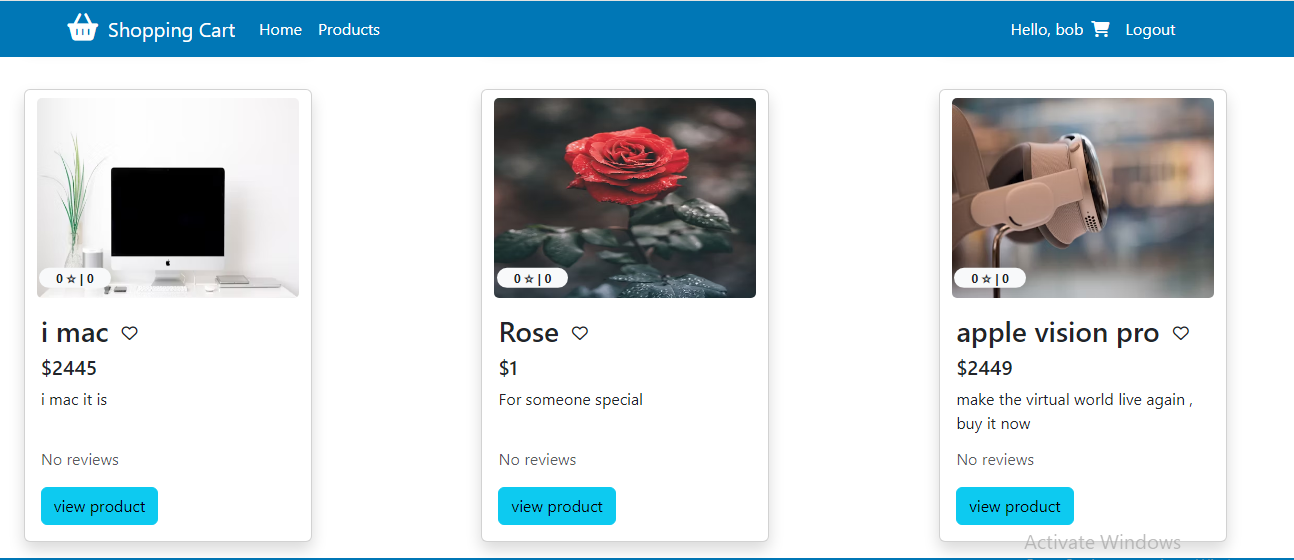 Shopping Cart Home Products Hello, bob Logout
0 ☆ | 0
i mac
$2445
i mac it is
No reviews
view product
0 ☆ | 0
Rose
$1
For someone special
No reviews
view product
0 ☆ | 0
apple vision pro
$2449
make the virtual world live again ,
buy it now
No reviews
view product
Activate Windows